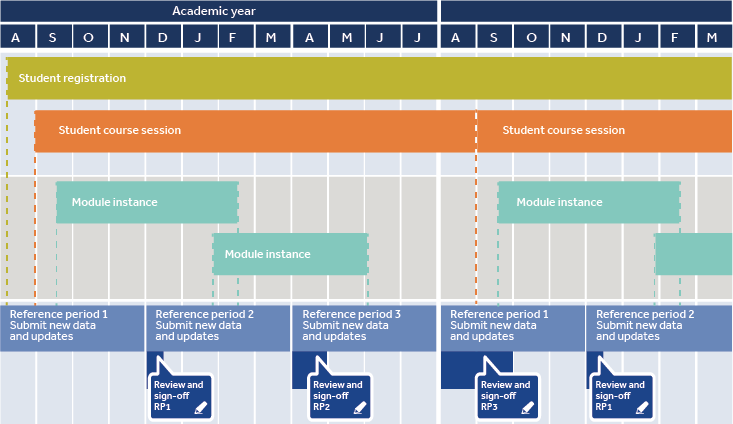 Academic year
A S O N D J F M A M J J A S O N D J F M
Student registration
Student course session
Student course session
Module instance
Module instance
Module instance
Reference period 1
Submit new data
and updates
Reference period 2
Submit new data
and updates
Reference period 3
Submit new data
and updates
Reference period 1
Submit new data
and updates
Reference period 2
Submit new data
and updates
Review and
sign-off
RP1
Review and
sign-off
RP2
Review and
sign-off
RP3
Review and
sign-off
RP1